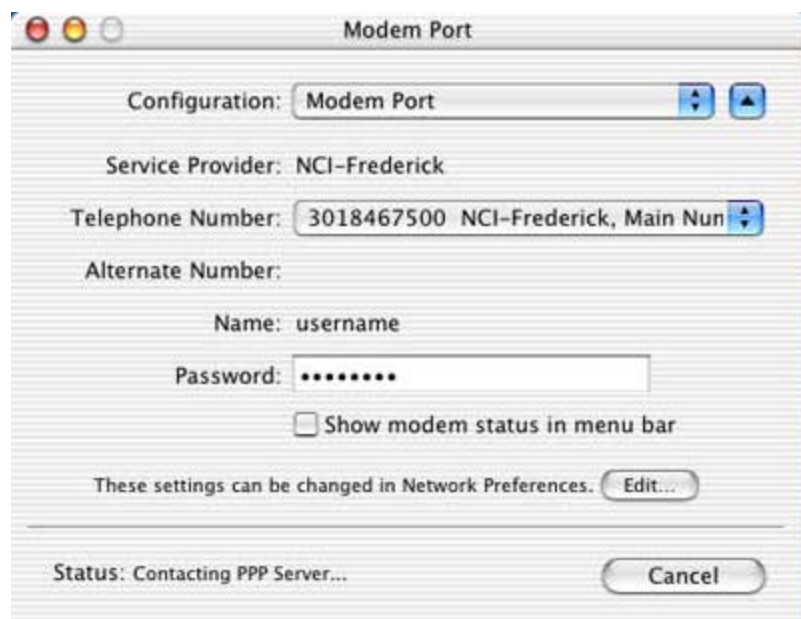 Modem Port
Configuration: Modem Port
Service Provider: NCI-Frederick
Telephone Number: 3018467500 NCI-Frederick, Main Nun
Alternate Number:
Name: username
Password: ••••••••
Show modem status in menu bar
These settings can be changed in Network Preferences. Edit...
Status: Contacting PPP Server... Cancel